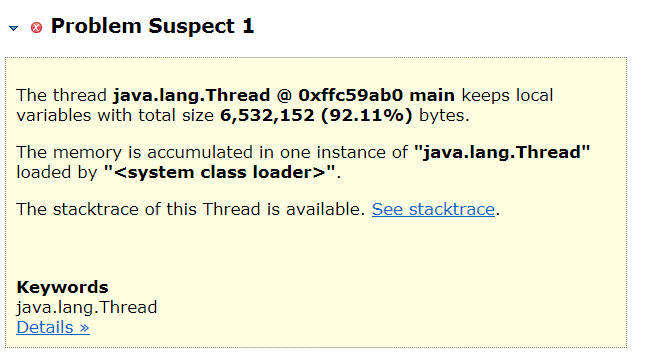 Problem Suspect 1
The thread java.lang.Thread @ 0xffc59ab0 main keeps local
variables with total size 6,532,152 (92.11%) bytes.
The memory is accumulated in one instance of "java.lang.Thread"
loaded by "<system class loader>".
The stacktrace of this Thread is available. See stacktrace.
Keywords
java.lang.Thread
Details »